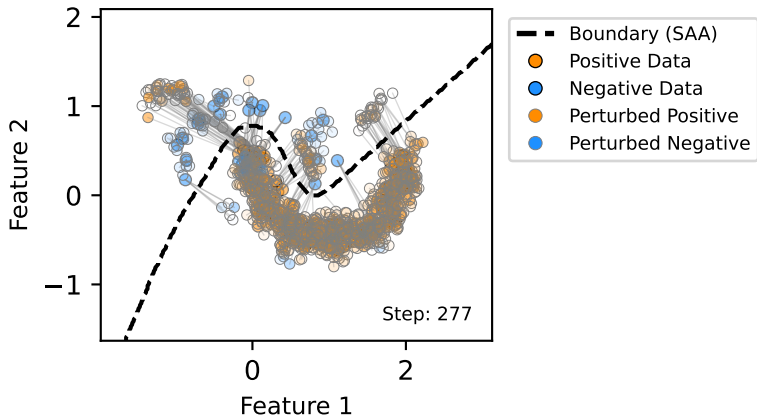 2
1
0
−1
Feature 2
0
2
Feature 1
Step: 277
Boundary (SAA)
Positive Data
Negative Data
Perturbed Positive
Perturbed Negative